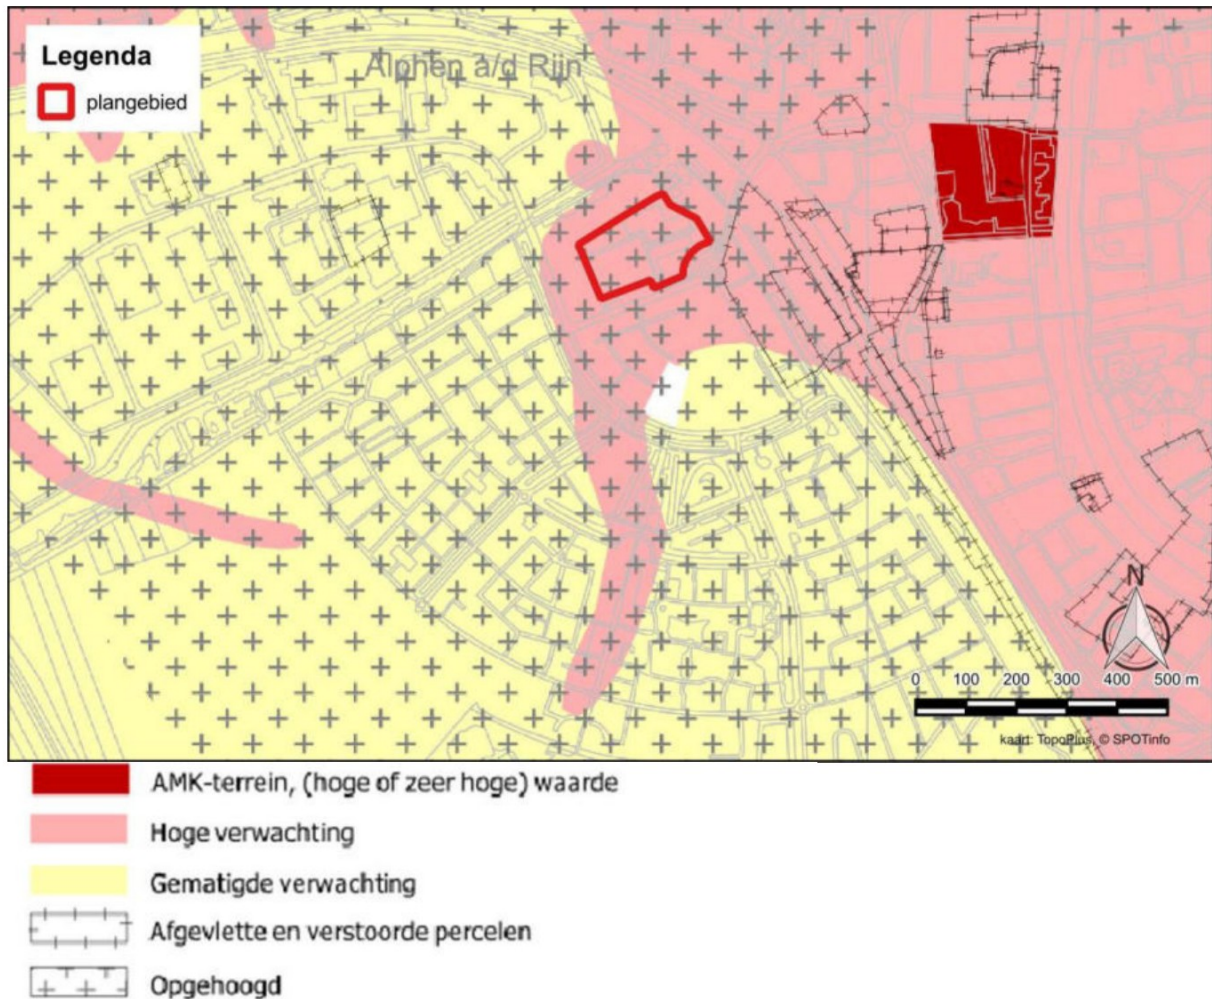 Legenda
plangebied
Alphen a/d Rijn
N
0 100 200 300 400 500 m
kaart: TopoPlus, © SPOTinfo
AMK-terrein, (hoge of zeer hoge) waarde
Hoge verwachting
Gematigde verwachting
Afgevlette en verstoorde percelen
Opgehoogd